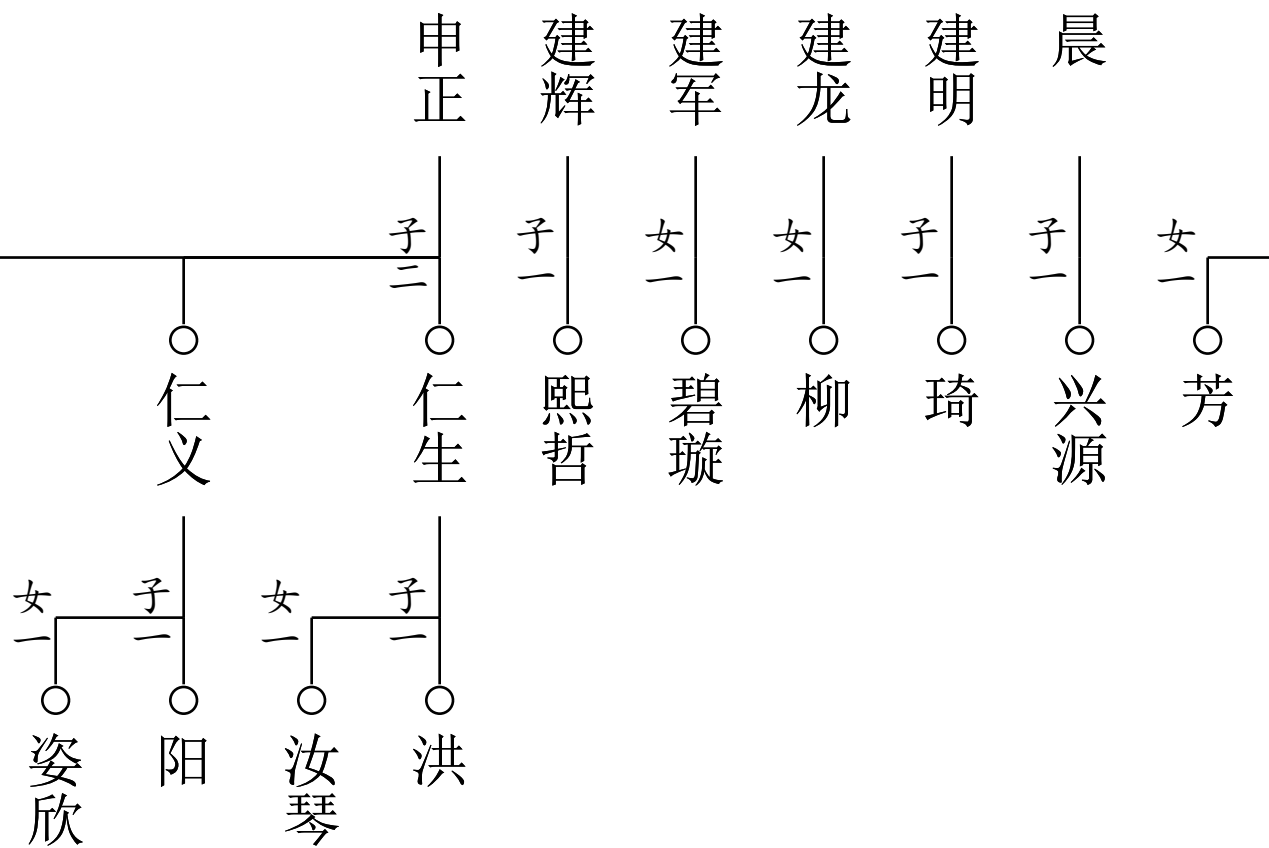 申正
建辉
建军
建龙
建明
晨
子二
子一
女一
女一
子一
子一
女一
仁义
仁生
熙哲
碧璇
柳
琦
兴源
芳
女一
子一
女一
子一
姿欣
阳
汝琴
洪